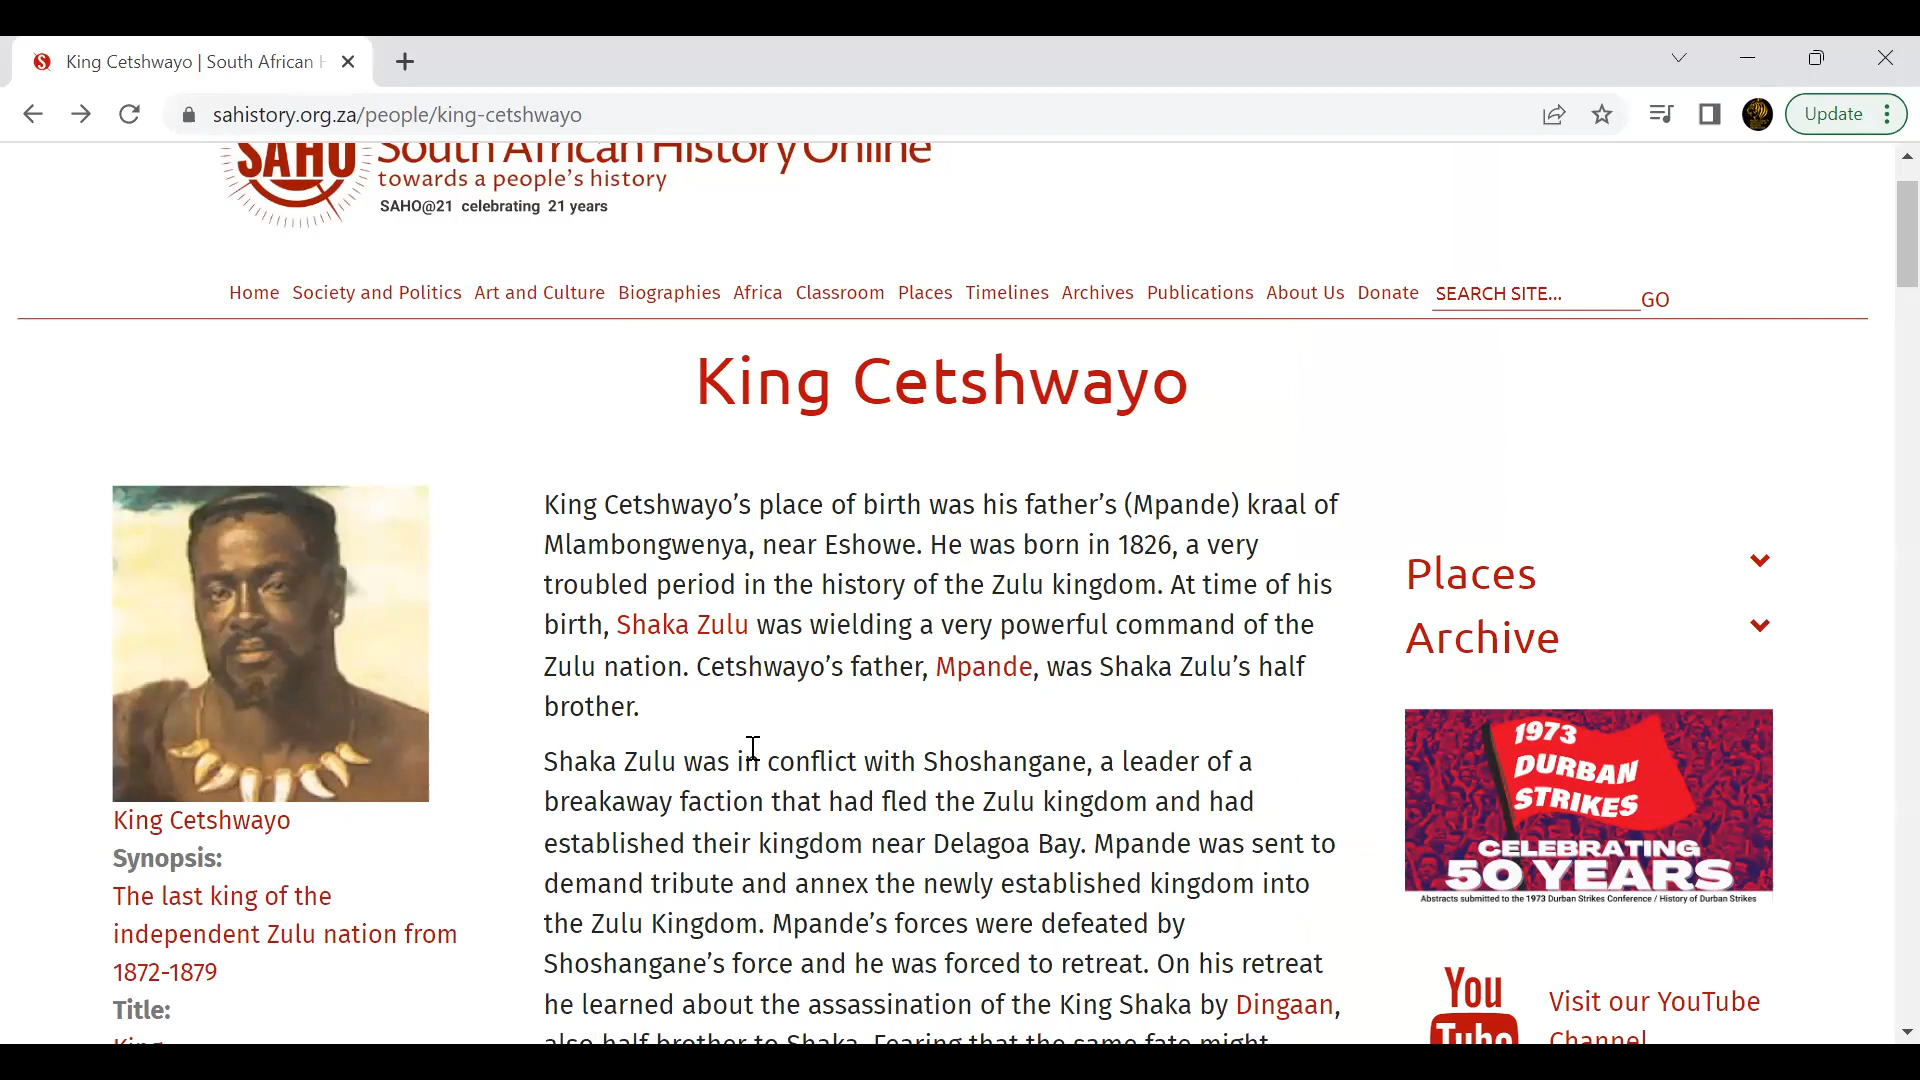 King Cetshwayo | South African H
sahistory.org.za/people/king-cetshwayo
Update
SAHO
South African History Online
towards a people's history
SAHO@21 celebrating 21 years
Home Society and Politics Art and Culture Biographies Africa Classroom Places Timelines Archives Publications About Us Donate SEARCH SITE... GO
King Cetshwayo
King Cetshwayo
Synopsis:
The last king of the
independent Zulu nation from
1872-1879
Title:
King
King Cetshwayo’s place of birth was his father’s (Mpande) kraal of
Mlambongwenya, near Eshowe. He was born in 1826, a very
troubled period in the history of the Zulu kingdom. At time of his
birth, Shaka Zulu was wielding a very powerful command of the
Zulu nation. Cetshwayo’s father, Mpande, was Shaka Zulu’s half
brother.
Shaka Zulu was in conflict with Shoshangane, a leader of a
breakaway faction that had fled the Zulu kingdom and had
established their kingdom near Delagoa Bay. Mpande was sent to
demand tribute and annex the newly established kingdom into
the Zulu Kingdom. Mpande’s forces were defeated by
Shoshangane’s force and he was forced to retreat. On his retreat
he learned about the assassination of the King Shaka by Dingaan,
also half brother to Shaka. Fearing that the same fate might
Places
Archive
1973
DURBAN
STRIKES
CELEBRATING
50 YEARS
Abstracts submitted to the 1973 Durban Strikes Conference / History of Durban Strikes
You
Tube
Visit our YouTube
Channel